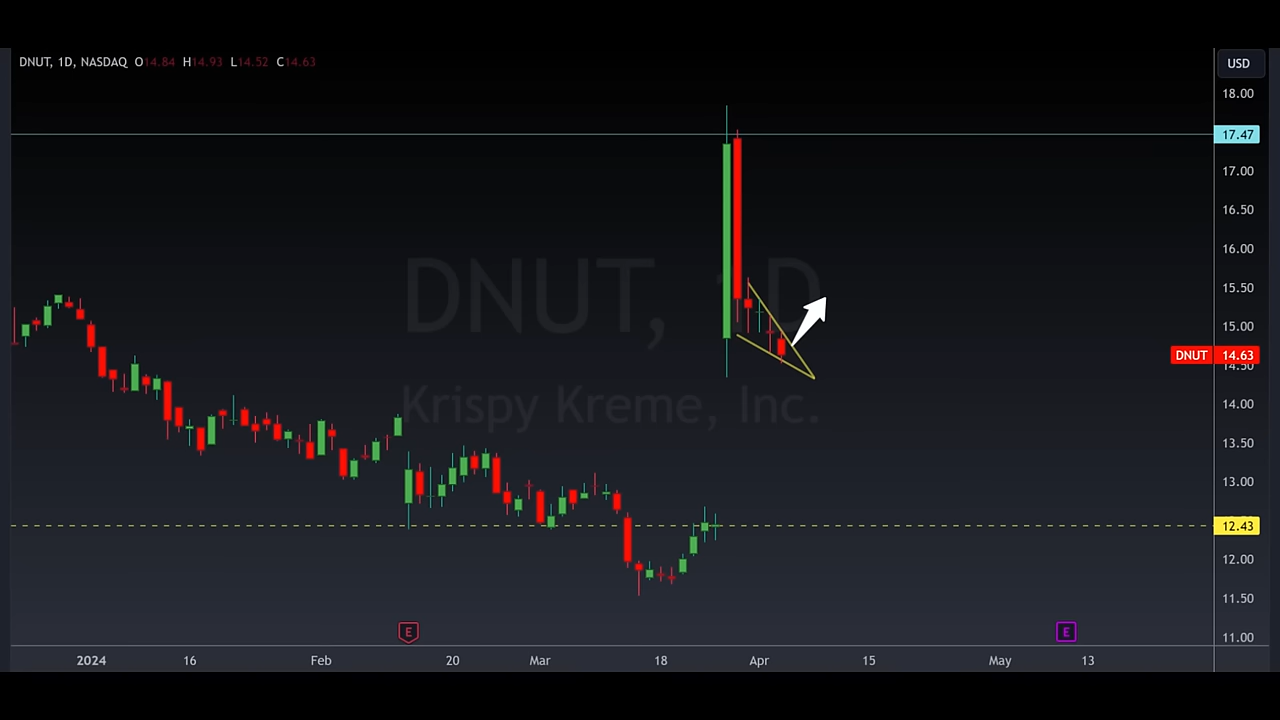 DNUT, 1D, NASDAQ O14.84 H14.93 L14.52 C14.63
USD
18.00
17.47
17.00
16.50
16.00
DNUT, 1D
15.50
15.00
DNUT 14.63
14.50
Krispy Kreme, Inc.
14.00
13.50
13.00
12.43
12.00
11.50
E
E
11.00
2024 16 Feb 20 Mar 18 Apr 15 May 13